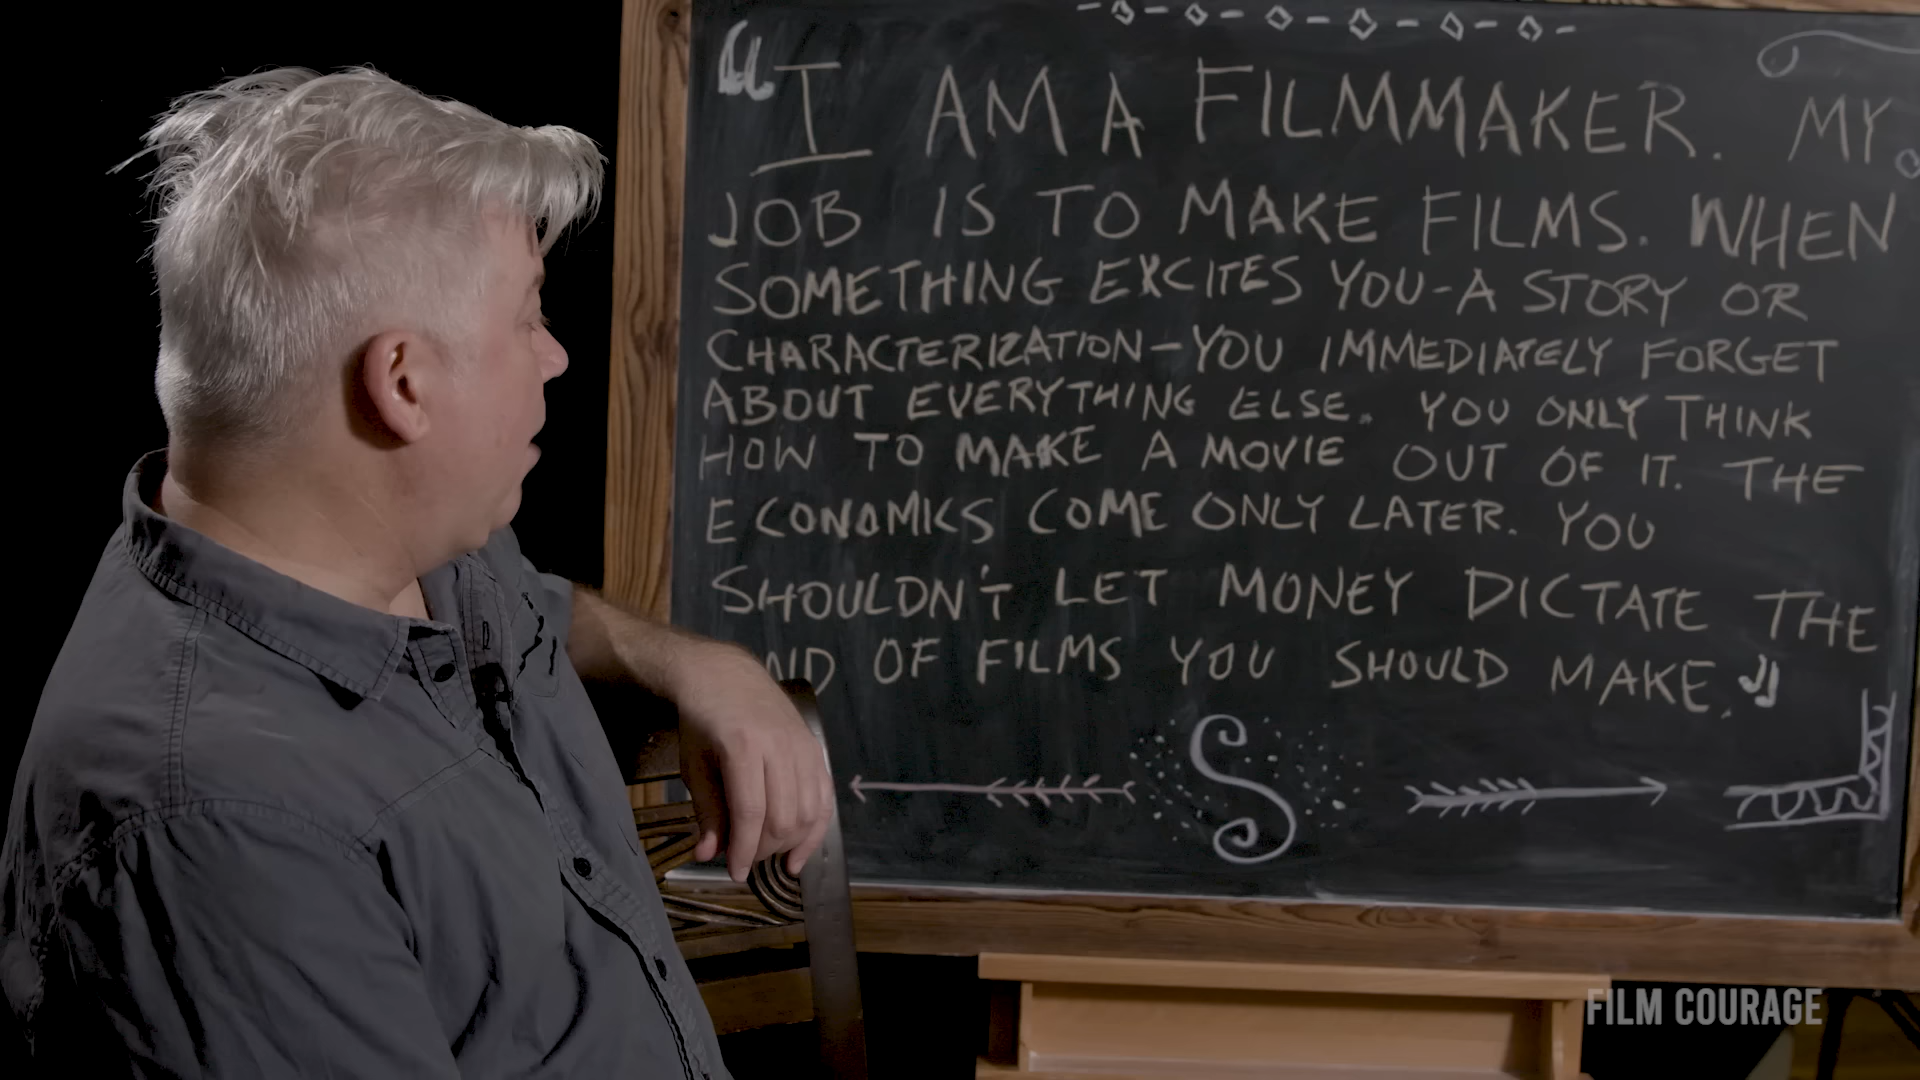 “I AM A FILMMAKER. MY
JOB IS TO MAKE FILMS. WHEN
SOMETHING EXCITES YOU-A STORY OR
CHARACTERIZATION-YOU IMMEDIATELY FORGET
ABOUT EVERYTHING ELSE. YOU ONLY THINK
HOW TO MAKE A MOVIE OUT OF IT. THE
ECONOMICS COME ONLY LATER. YOU
SHOULDN'T LET MONEY DICTATE THE
OF FILMS YOU SHOULD MAKE.”
S
FILM COURAGE